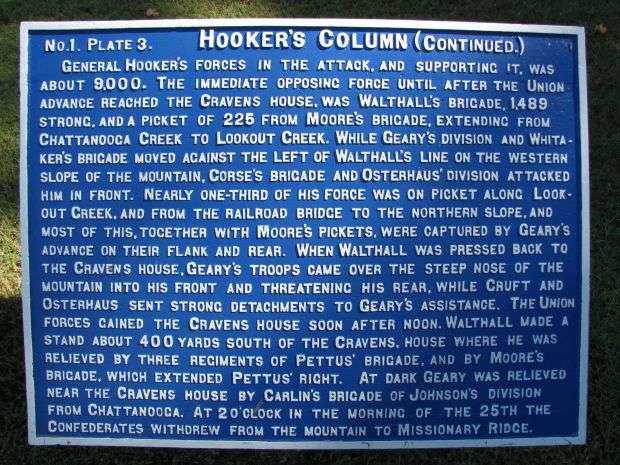 No.1. Plate 3. Hooker's Column (Continued.)
General Hooker's forces in the attack, and supporting it, was
about 9,000. The immediate opposing force until after the Union
advance reached the Cravens House, was Walthall's Brigade, 1,489
strong, and a picket of 225 from Moore's Brigade, extending from
Chattanooga Creek to Lookout Creek. While Geary's Division and Whita-
ker's Brigade moved against the left of Walthall's line on the western
slope of the mountain, Corse's Brigade and Osterhaus' Division attacked
him in front. Nearly one-third of his force was on picket along Look-
out Creek, and from the railroad bridge to the northern slope, and
most of this, together with Moore's pickets, were captured by Geary's
advance on their flank and rear. When Walthall was pressed back to
the Cravens House, Geary's troops came over the steep nose of the
mountain into his front and threatening his rear, while Cruft and
Osterhaus sent strong detachments to Geary's assistance. The Union
forces gained the Cravens House soon after noon. Walthall made a
stand about 400 yards south of the Cravens, House where he was
relieved by three regiments of Pettus' Brigade, and by Moore's
Brigade, which extended Pettus' right. At dark Geary was relieved
near the Cravens House by Carlin's Brigade of Johnson's Division
from Chattanooga. At 2 o'clock in the morning of the 25th the
Confederates withdrew from the mountain to Missionary Ridge.